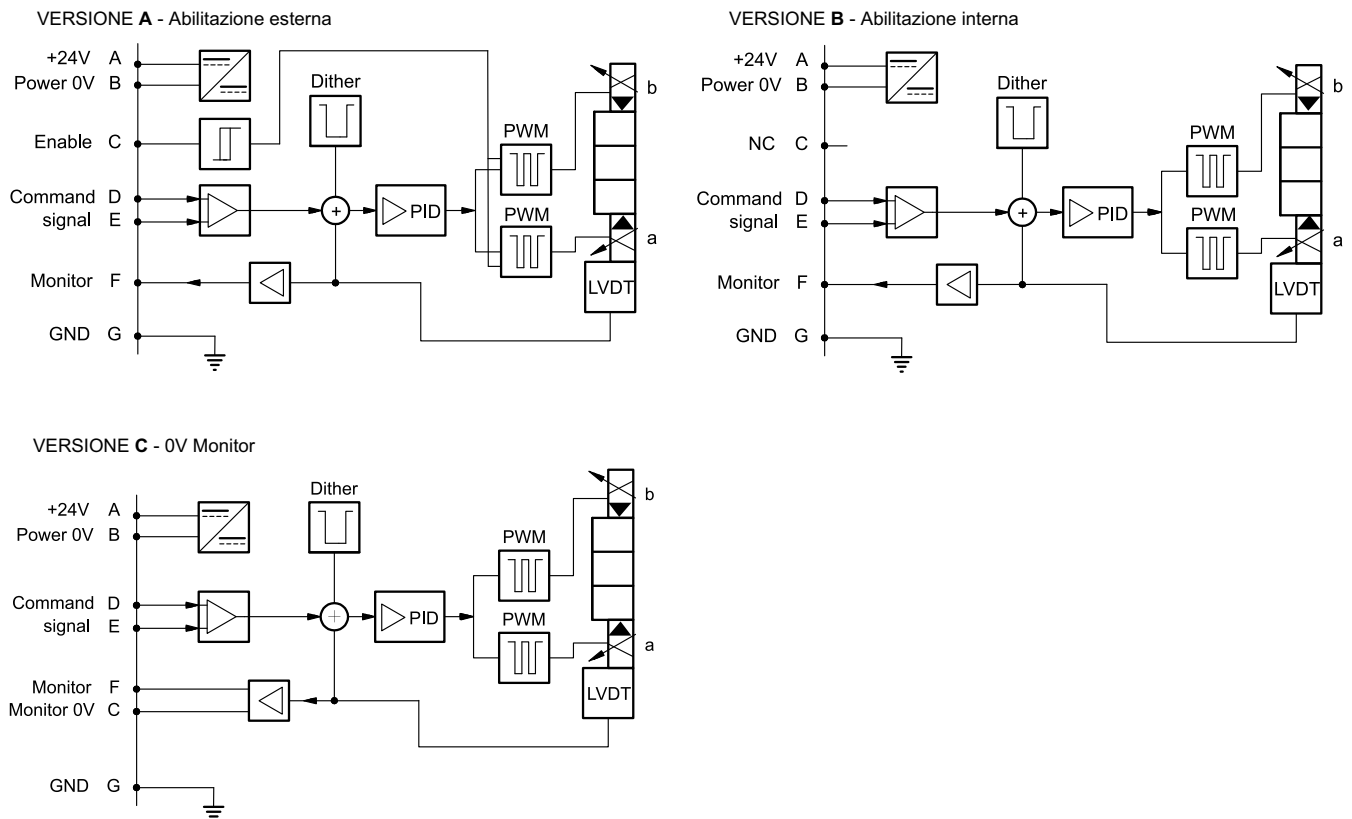 VERSIONE A - Abilitazione esterna
+24V A
Power 0V B
Enable C
Command D
signal E
Monitor F
GND G
Dither
+
PID
PWM
PWM
b
a
LVDT
VERSIONE B - Abilitazione interna
+24V A
Power 0V B
NC C
Command D
signal E
Monitor F
GND G
Dither
+
PID
PWM
PWM
b
a
LVDT
VERSIONE C - 0V Monitor
+24V A
Power 0V B
Command D
signal E
Monitor F
Monitor 0V C
GND G
Dither
+
PID
PWM
PWM
b
a
LVDT